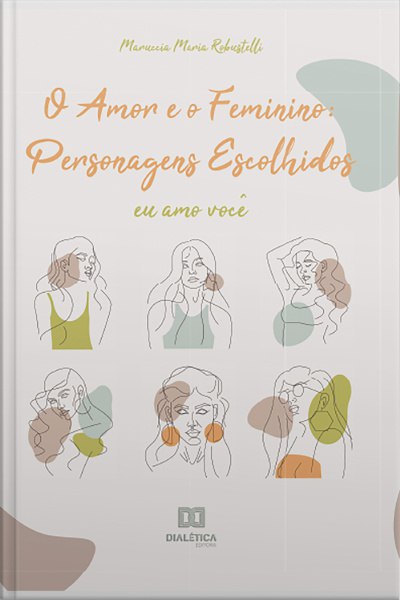 Maruccia Maria Robustelli
O Amor e o Feminino:
Personagens Escolhidos
eu amo você
DIALÉTICA
EDITORA